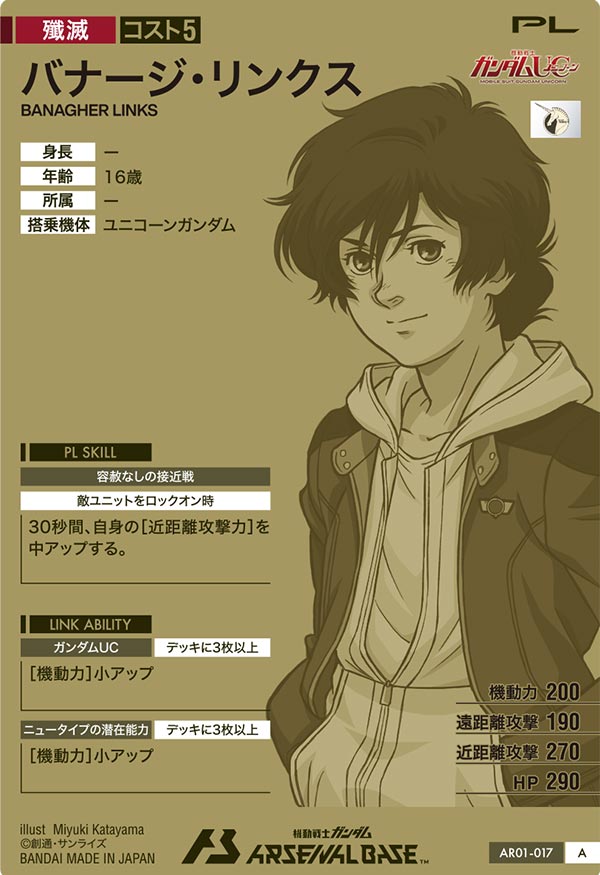 殲滅 コスト5 PL
バナージ・リンクス
BANAGHER LINKS
機動戦士
ガンダムUC
MOBILE SUIT GUNDAM UNICORN
身長 ー
年齢 16歳
所属 ー
搭乗機体 ユニコーンガンダム
PL SKILL
容赦なしの接近戦
敵ユニットをロックオン時
30秒間、自身の[近距離攻撃力]を
中アップする。
LINK ABILITY
ガンダムUC デッキに3枚以上
[機動力]小アップ
ニュータイプの潜在能力 デッキに3枚以上
[機動力]小アップ
機動力 200
遠距離攻撃 190
近距離攻撃 270
HP 290
illust Miyuki Katayama
©創通・サンライズ
BANDAI MADE IN JAPAN
機動戦士ガンダム
ARSENAL BASE™
AR01-017 A